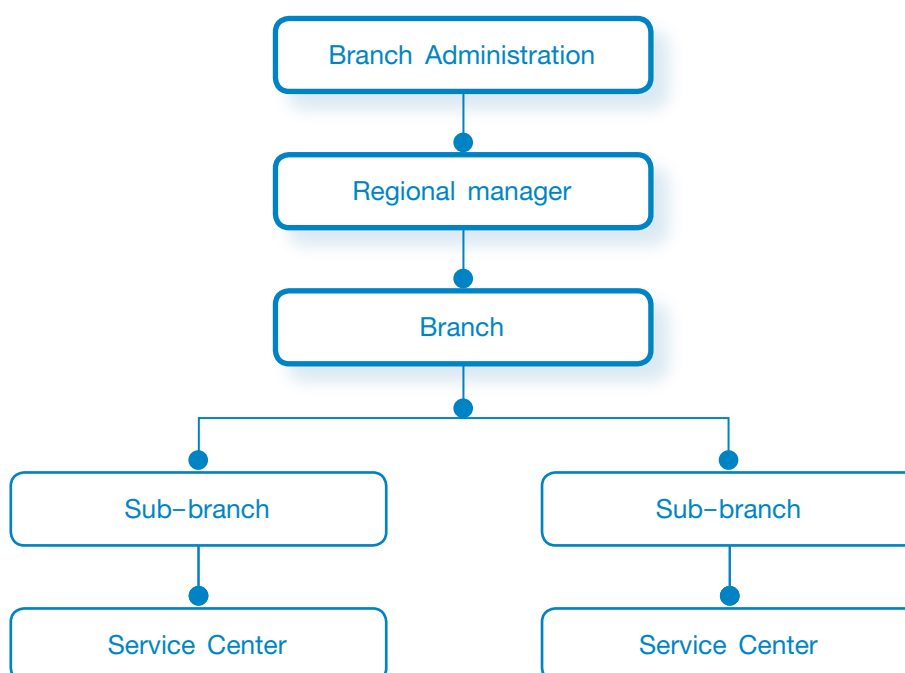 Branch Administration
Regional manager
Branch
Sub-branch
Sub-branch
Service Center
Service Center